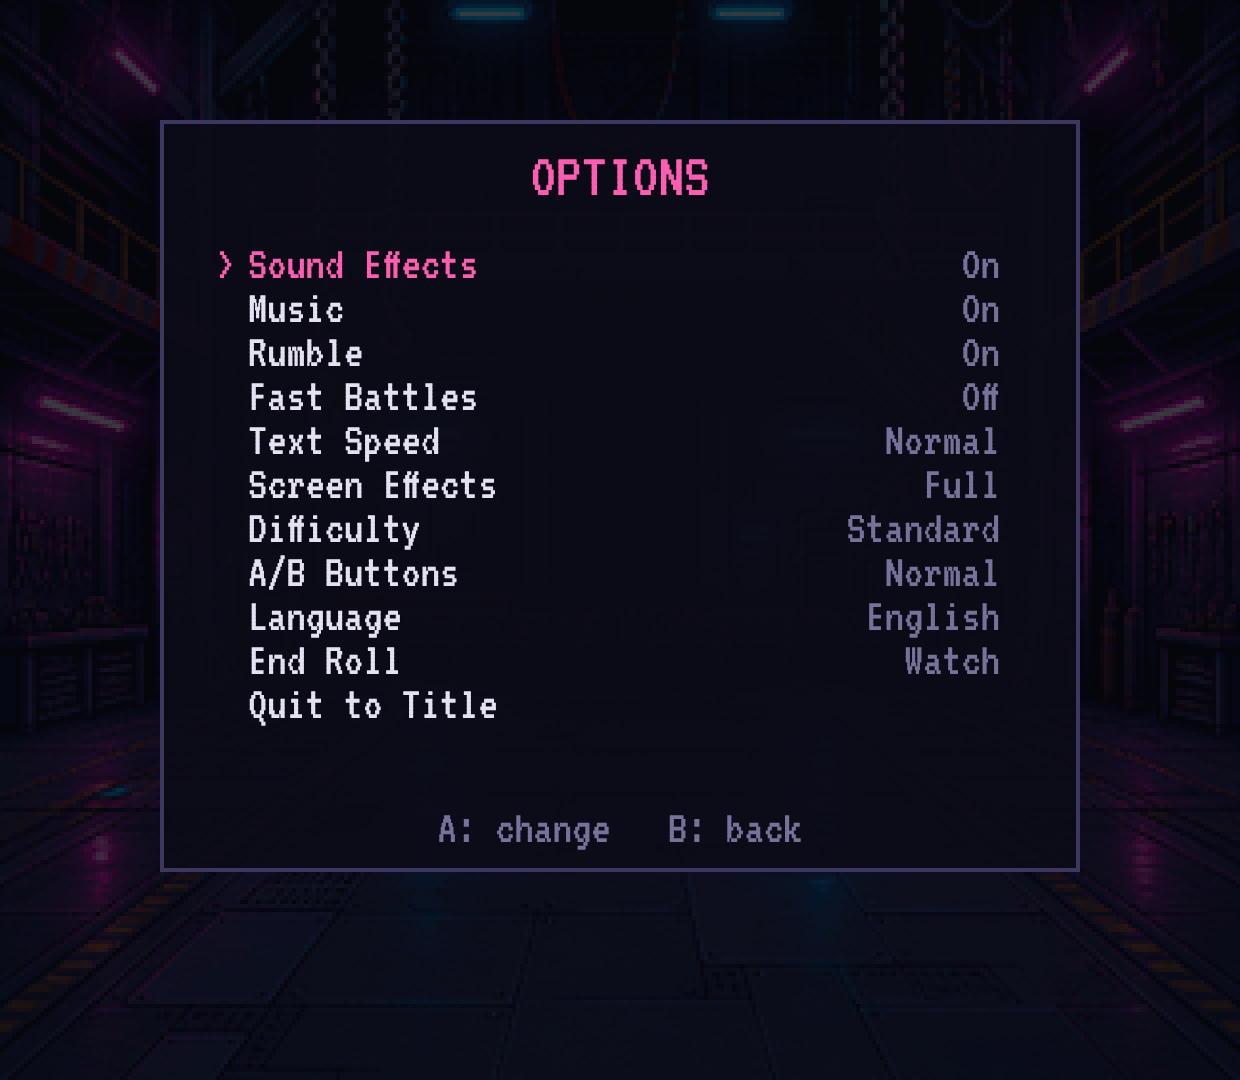 OPTIONS
> Sound Effects On
Music On
Rumble On
Fast Battles Off
Text Speed Normal
Screen Effects Full
Difficulty Standard
A/B Buttons Normal
Language English
End Roll Watch
Quit to Title
A: change B: back